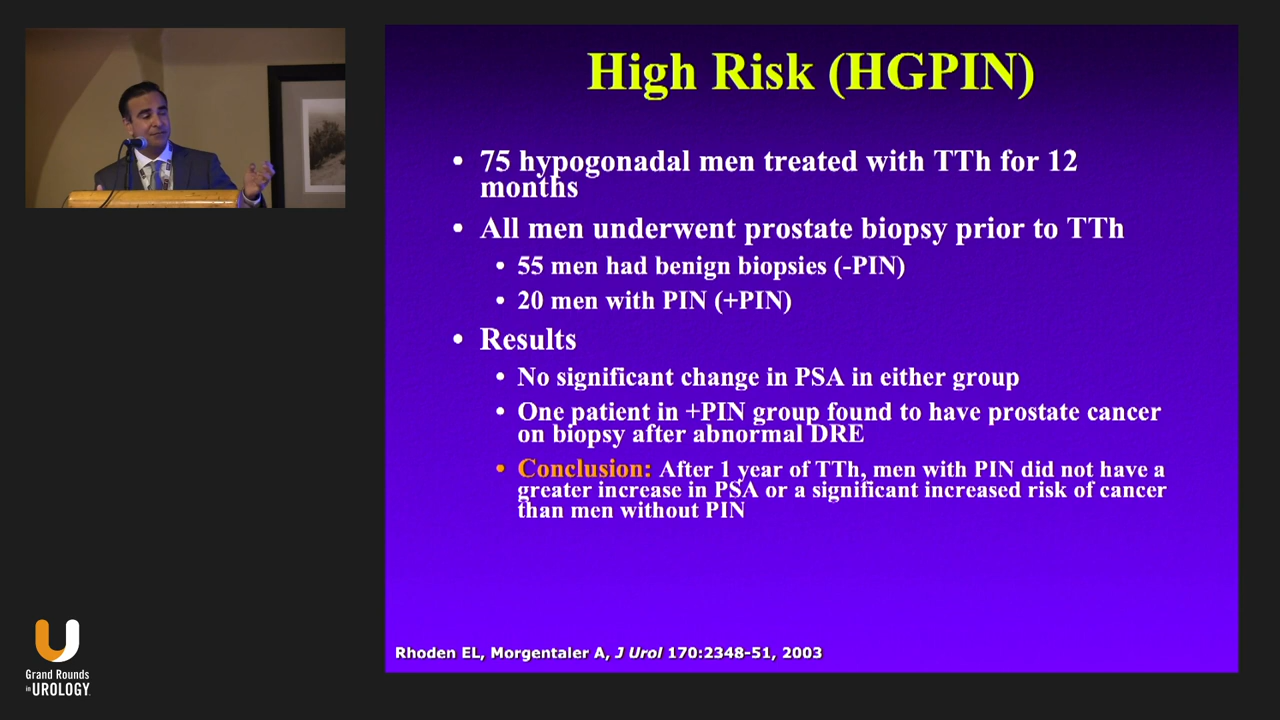 High Risk (HGPIN)
• 75 hypogonadal men treated with TTh for 12
months
• All men underwent prostate biopsy prior to TTh
• 55 men had benign biopsies (-PIN)
• 20 men with PIN (+PIN)
• Results
• No significant change in PSA in either group
• One patient in +PIN group found to have prostate cancer
on biopsy after abnormal DRE
• Conclusion: After 1 year of TTh, men with PIN did not have a
greater increase in PSA or a significant increased risk of cancer
than men without PIN
Rhoden EL, Morgentaler A, J Urol 170:2348-51, 2003
Grand Rounds
in UROLOGY